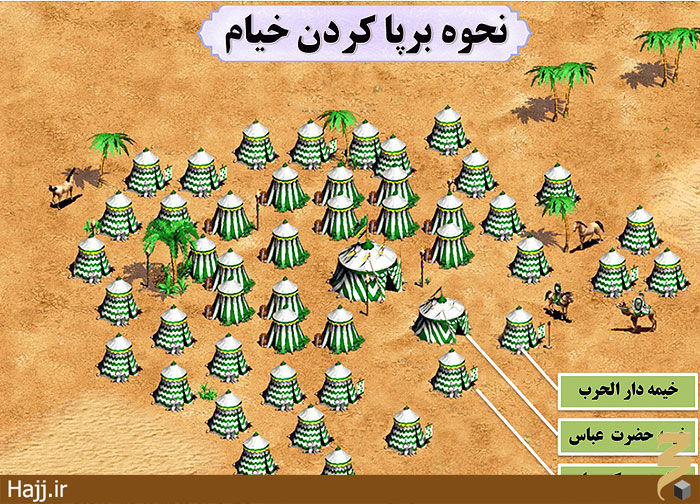 نحوه برپا کردن خیام
خیمه دار الحرب
حضرت عباس
Hajj.ir